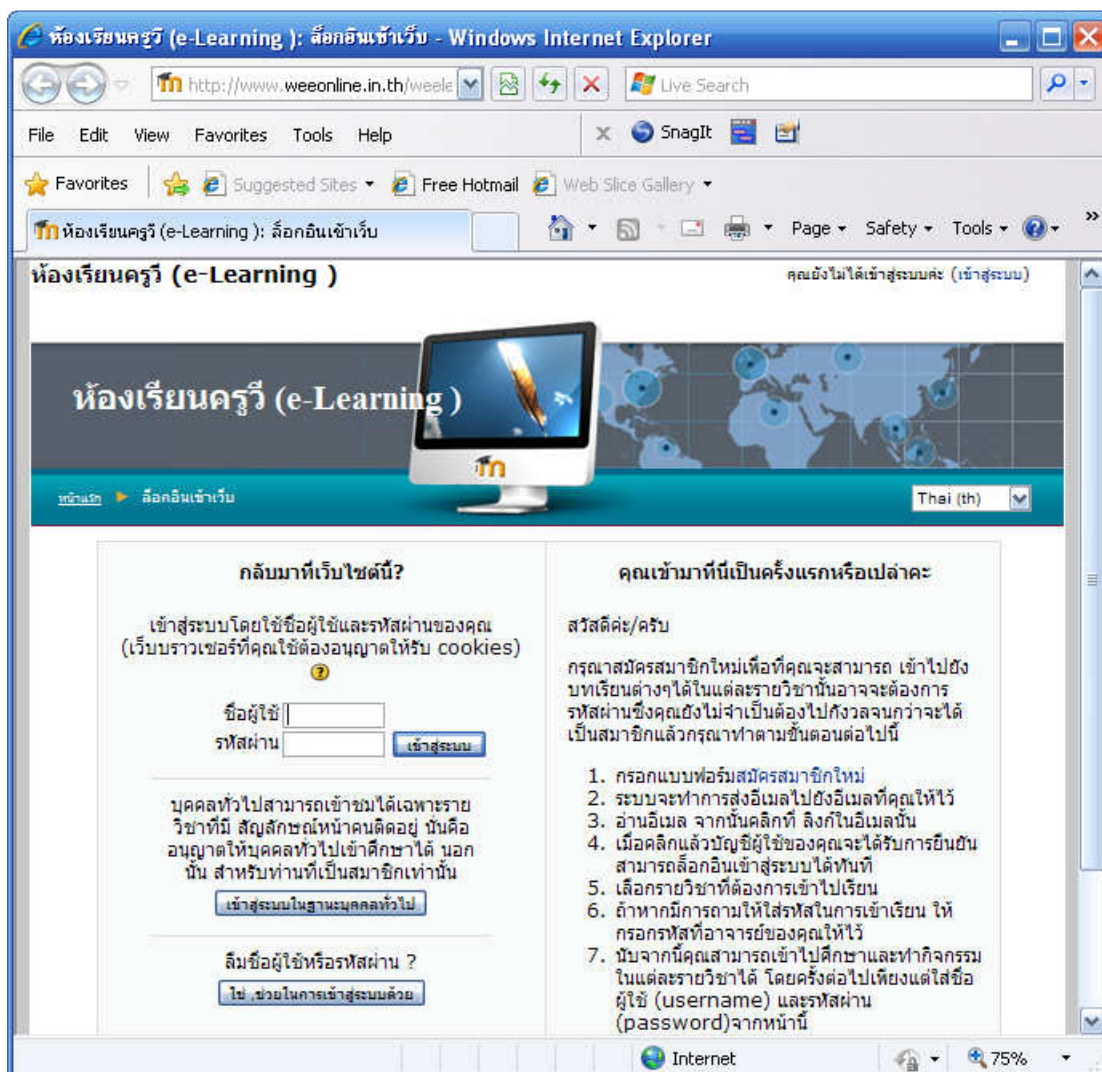 ห้องเรียนครูวี (e-Learning ): ล็อกอินเข้าเว็บ - Windows Internet Explorer
http://www.weeonline.in.th/weele
Live Search
File Edit View Favorites Tools Help
x SnagIt
Favorites Suggested Sites Free Hotmail Web Slice Gallery
ห้องเรียนครูวี (e-Learning ): ล็อกอินเข้าเว็บ
Page Safety Tools »
ห้องเรียนครูวี (e-Learning )
คุณยังไม่ได้เข้าสู่ระบบค่ะ (เข้าสู่ระบบ)
ห้องเรียนครูวี (e-Learning )
หน้าแรก ► ล็อกอินเข้าเว็บ
Thai (th)
กลับมาที่เว็บไซต์นี้?
เข้าสู่ระบบโดยใช้ชื่อผู้ใช้และรหัสผ่านของคุณ
(เว็บบราวเซอร์ที่คุณใช้ต้องอนุญาตให้รับ cookies)
?
ชื่อผู้ใช้
รหัสผ่าน เข้าสู่ระบบ
บุคคลทั่วไปสามารถเข้าชมได้เฉพาะราย
วิชาที่มี สัญลักษณ์หน้าคนติดอยู่ นั่นคือ
อนุญาตให้บุคคลทั่วไปเข้าศึกษาได้ นอก
นั้น สำหรับท่านที่เป็นสมาชิกเท่านั้น
เข้าสู่ระบบในฐานะบุคคลทั่วไป
ลืมชื่อผู้ใช้หรือรหัสผ่าน ?
ใช่ ,ช่วยในการเข้าสู่ระบบด้วย
คุณเข้ามาที่นี่เป็นครั้งแรกหรือเปล่าคะ
สวัสดีค่ะ/ครับ
กรุณาสมัครสมาชิกใหม่เพื่อที่คุณจะสามารถ เข้าไปยัง
บทเรียนต่างๆได้ในแต่ละรายวิชานั้นอาจจะต้องการ
รหัสผ่านซึ่งคุณยังไม่จำเป็นต้องไปกังวลจนกว่าจะได้
เป็นสมาชิกแล้วกรุณาทำตามขั้นตอนต่อไปนี้
1. กรอกแบบฟอร์มสมัครสมาชิกใหม่
2. ระบบจะทำการส่งอีเมลไปยังอีเมลที่คุณให้ไว้
3. อ่านอีเมล จากนั้นคลิกที่ ลิงก์ในอีเมลนั้น
4. เมื่อคลิกแล้วบัญชีผู้ใช้ของคุณจะได้รับการยืนยัน
สามารถล็อกอินเข้าสู่ระบบได้ทันที
5. เลือกรายวิชาที่ต้องการเข้าไปเรียน
6. ถ้าหากมีการถามให้ใส่รหัสในการเข้าเรียน ให้
กรอกรหัสที่อาจารย์ของคุณให้ไว้
7. นับจากนี้คุณสามารถเข้าไปศึกษาและทำกิจกรรม
ในแต่ละรายวิชาได้ โดยครั้งต่อไปเพียงแต่ใส่ชื่อ
ผู้ใช้ (username) และรหัสผ่าน
(password)จากหน้านี้
Internet 75%